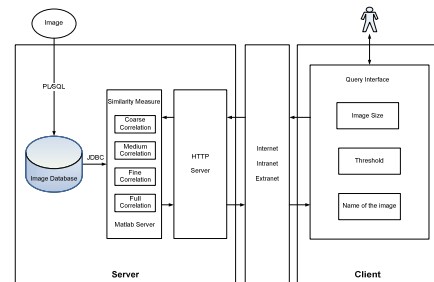 Image
PL/SQL
Image Database
JDBC
Similarity Measure
Coarse
Correlation
Medium
Correlation
Fine
Correlation
Full
Correlation
Matlab Server
HTTP
Server
Internet
Intranet
Extranet
Query Interface
Image Size
Threshold
Name of the image
Server
Client